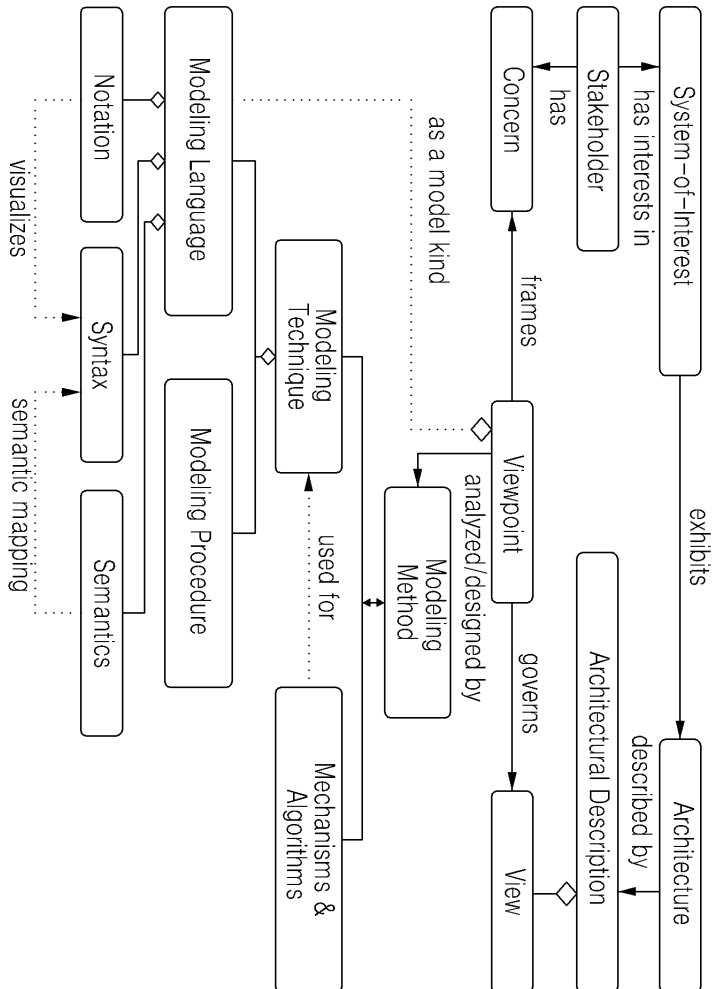 System-of-Interest
exhibits
Architecture
has interests in
described by
Stakeholder
Architectural Description
has
Concern
frames
Viewpoint
governs
View
as a model kind
analyzed/designed by
Modeling
Method
Modeling
Technique
used for
Mechanisms &
Algorithms
Modeling Language
Modeling Procedure
Notation
Syntax
Semantics
visualizes
semantic mapping